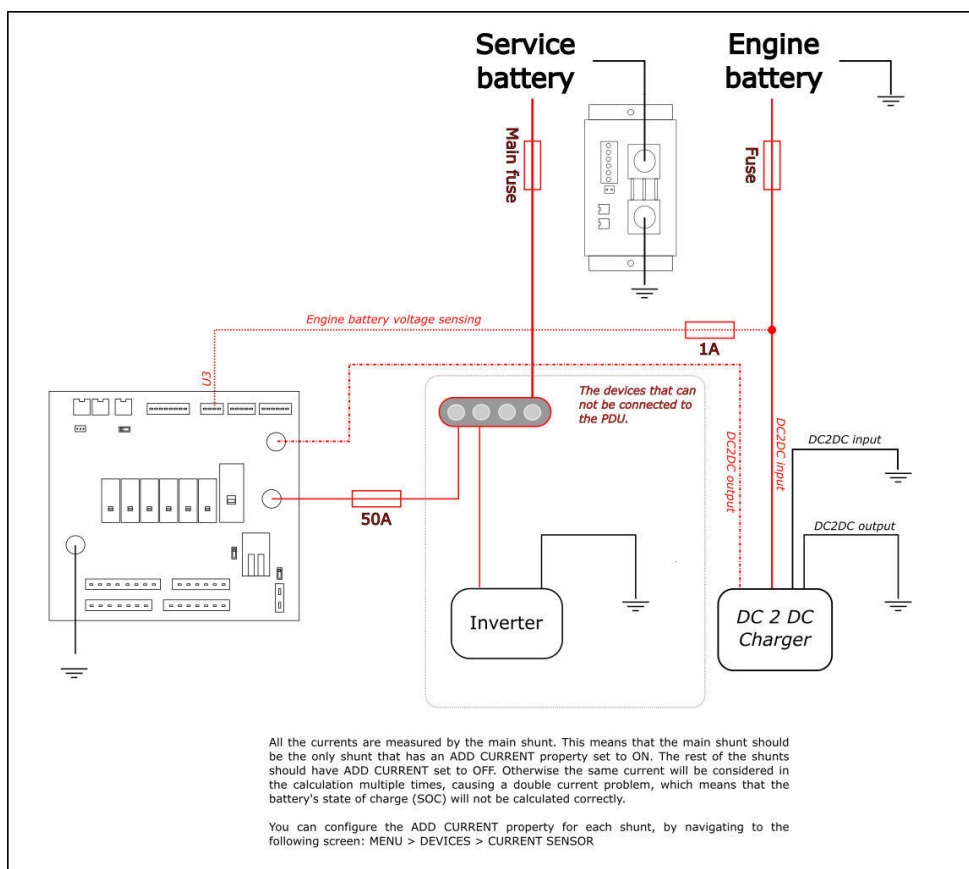 Service
battery
Engine
battery
Main fuse
Fuse
Engine battery voltage sensing
1A
U3
The devices that can
not be connected to
the PDU.
DC2DC output
DC2DC input
DC2DC input
50A
DC2DC output
Inverter
DC 2 DC
Charger
All the currents are measured by the main shunt. This means that the main shunt should
be the only shunt that has an ADD CURRENT property set to ON. The rest of the shunts
should have ADD CURRENT set to OFF. Otherwise the same current will be considered in
the calculation multiple times, causing a double current problem, which means that the
battery's state of charge (SOC) will not be calculated correctly.
You can configure the ADD CURRENT property for each shunt, by navigating to the
following screen: MENU > DEVICES > CURRENT SENSOR